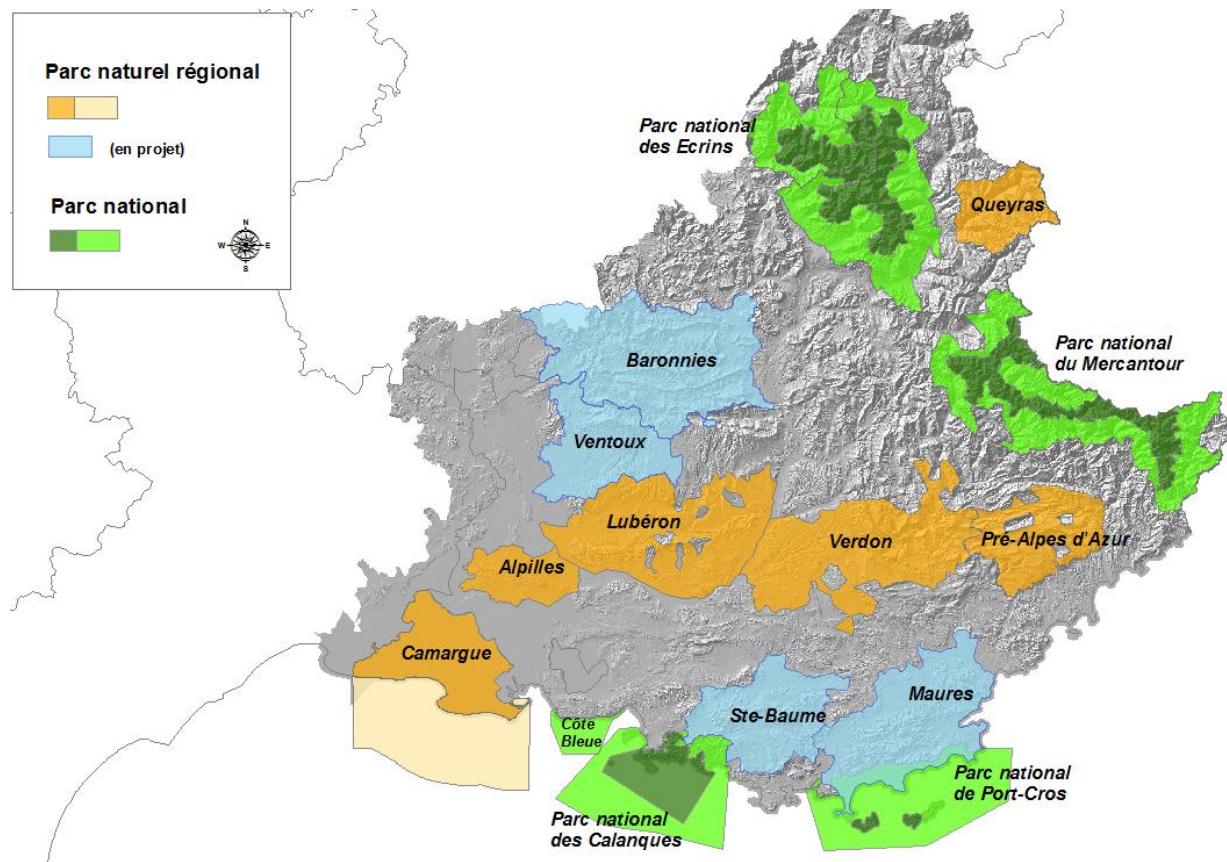 Parc naturel régional
(en projet)
Parc national
N
W
E
S
Parc national
des Ecrins
Queyras
Parc national
du Mercantour
Baronnies
Ventoux
Lubéron
Verdon
Pré-Alpes d'Azur
Alpilles
Camargue
Côte
Bleue
Ste-Baume
Maures
Parc national
des Calanques
Parc national
de Port-Cros